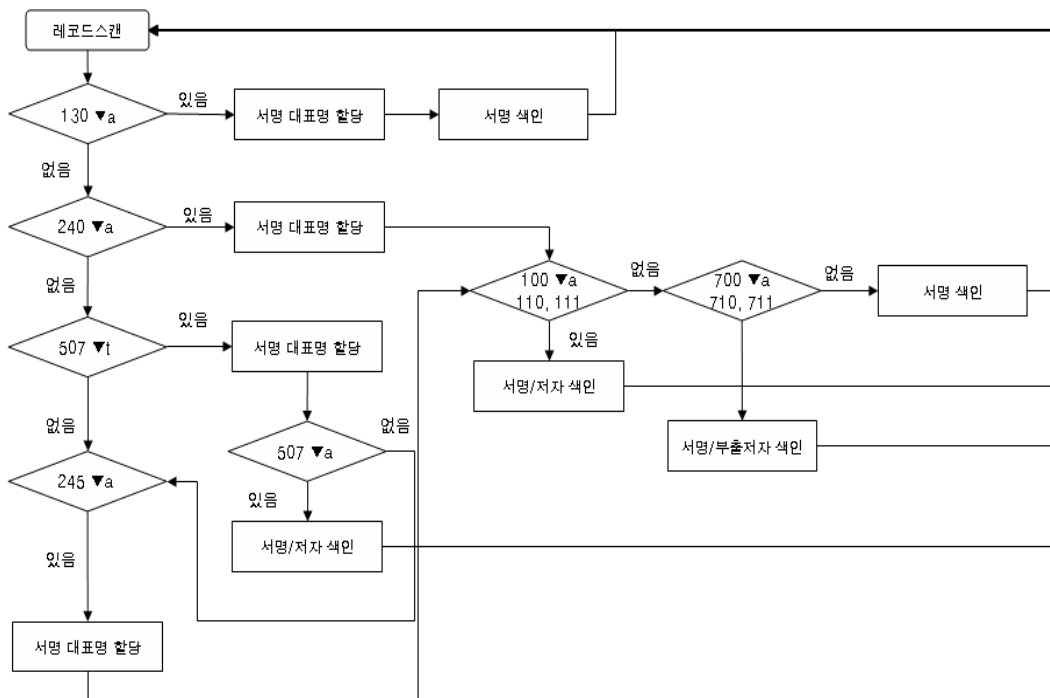 레코드스캔
130 ▼a
있음
서명 대표명 할당
서명 색인
없음
240 ▼a
있음
서명 대표명 할당
없음
100 ▼a
110, 111
없음
700 ▼a
710, 711
없음
서명 색인
507 ▼t
있음
서명 대표명 할당
있음
서명/저자 색인
없음
507 ▼a
없음
서명/부출저자 색인
245 ▼a
있음
서명/저자 색인
있음
서명 대표명 할당